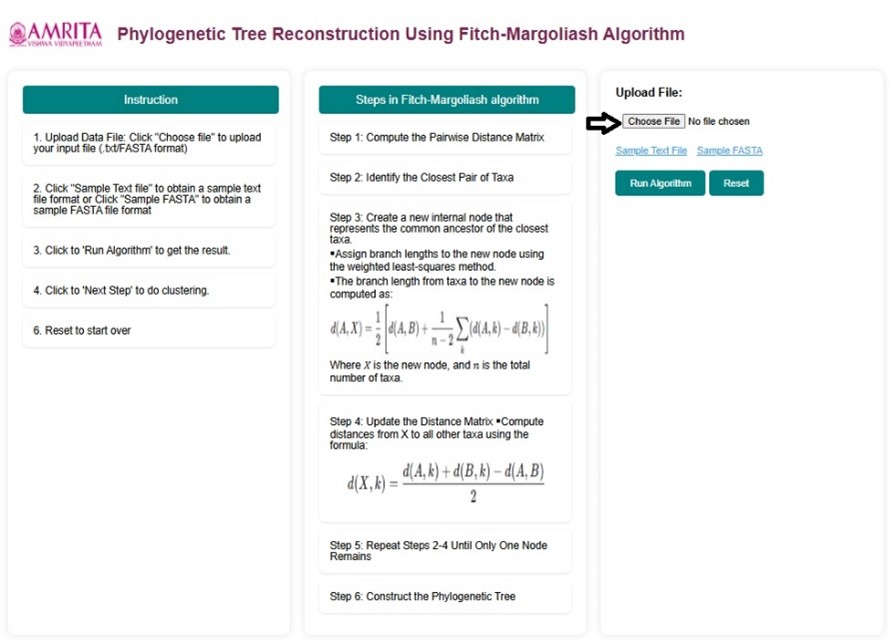 AMRITA
VISHWA VIDYAPEETHAM
Phylogenetic Tree Reconstruction Using Fitch-Margoliash Algorithm
Instruction
1. Upload Data File: Click "Choose file" to upload
your input file (.txt/FASTA format)
2. Click "Sample Text file" to obtain a sample text
file format or Click "Sample FASTA" to obtain a
sample FASTA file format
3. Click to 'Run Algorithm' to get the result.
4. Click to 'Next Step' to do clustering.
6. Reset to start over
Steps in Fitch-Margoliash algorithm
Step 1: Compute the Pairwise Distance Matrix
Step 2: Identify the Closest Pair of Taxa
Step 3: Create a new internal node that
represents the common ancestor of the closest
taxa.
▪Assign branch lengths to the new node using
the weighted least-squares method.
▪The branch length from taxa to the new node is
computed as:
d(A,X) = 1/2 [d(A,B) + 1/(n−2) ∑k (d(A,k) − d(B,k))]
Where X is the new node, and n is the total
number of taxa.
Step 4: Update the Distance Matrix ▪Compute
distances from X to all other taxa using the
formula:
d(X,k) = (d(A,k) + d(B,k) − d(A,B))/2
Step 5: Repeat Steps 2-4 Until Only One Node
Remains
Step 6: Construct the Phylogenetic Tree
Upload File:
Choose File No file chosen
Sample Text File Sample FASTA
Run Algorithm Reset